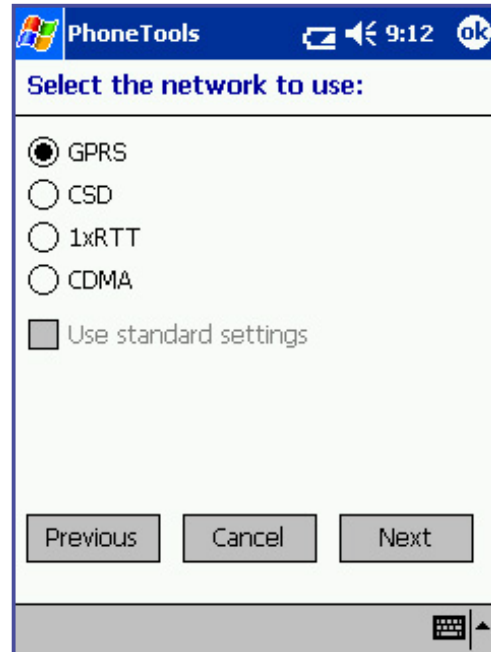 PhoneTools 9:12 ok
Select the network to use:
GPRS
CSD
1xRTT
CDMA
Use standard settings
Previous Cancel Next